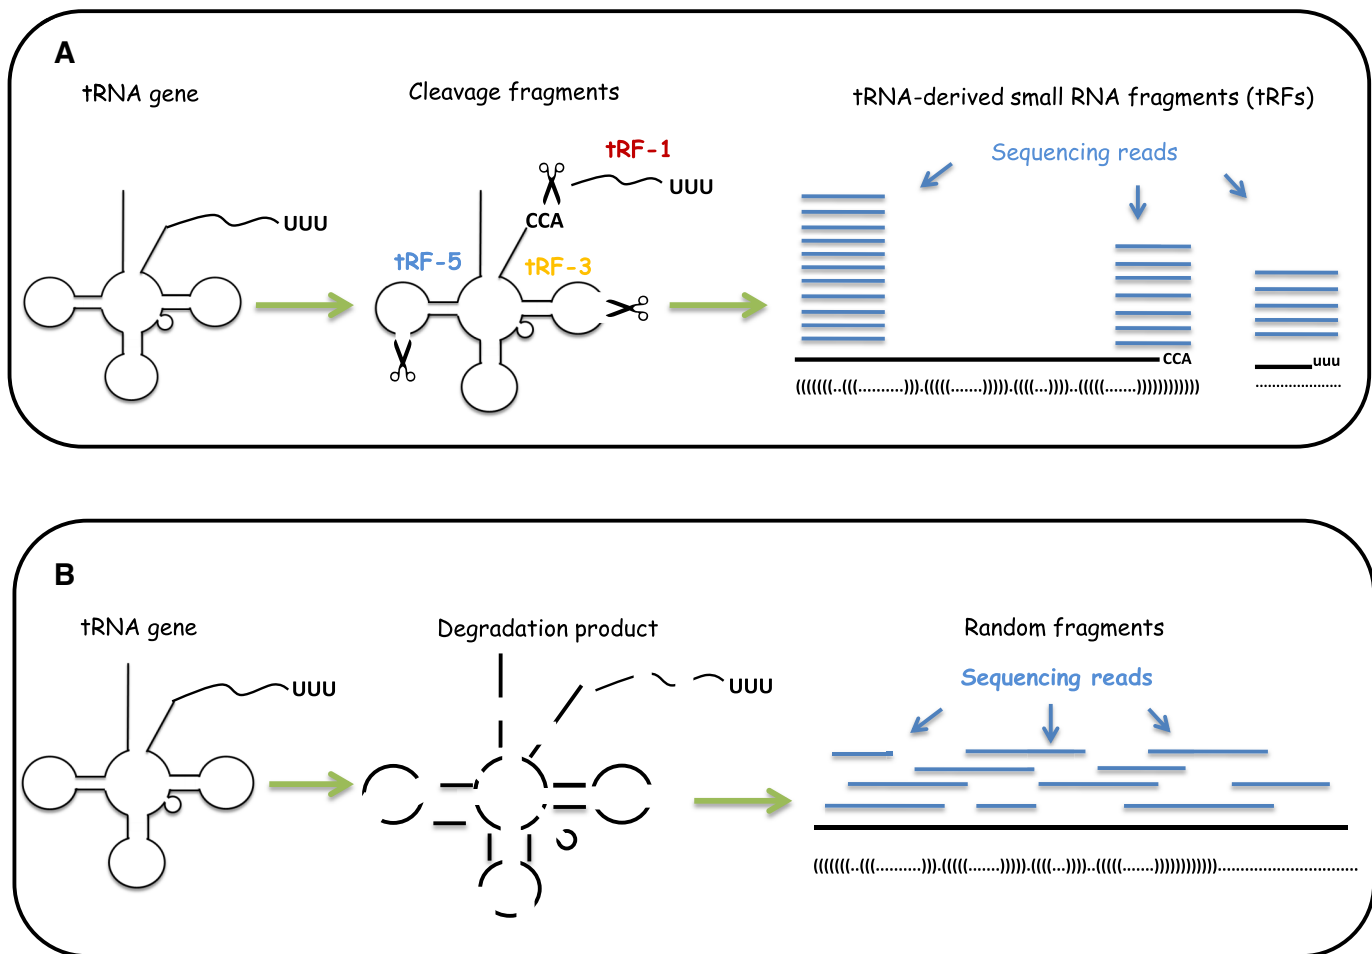 A
tRNA gene
Cleavage fragments
tRNA-derived small RNA fragments (tRFs)
Sequencing reads
tRF-1
UUU
UUU
CCA
tRF-5
tRF-3
CCA
uuu
(((((((..(((..........))).(((((.......))))).((((...))))..(((((.......))))))))))))
.....................
B
tRNA gene
Degradation product
Random fragments
Sequencing reads
UUU
UUU
(((((((..(((..........))).(((((.......))))).((((...))))..(((((.......))))))))))))..............................